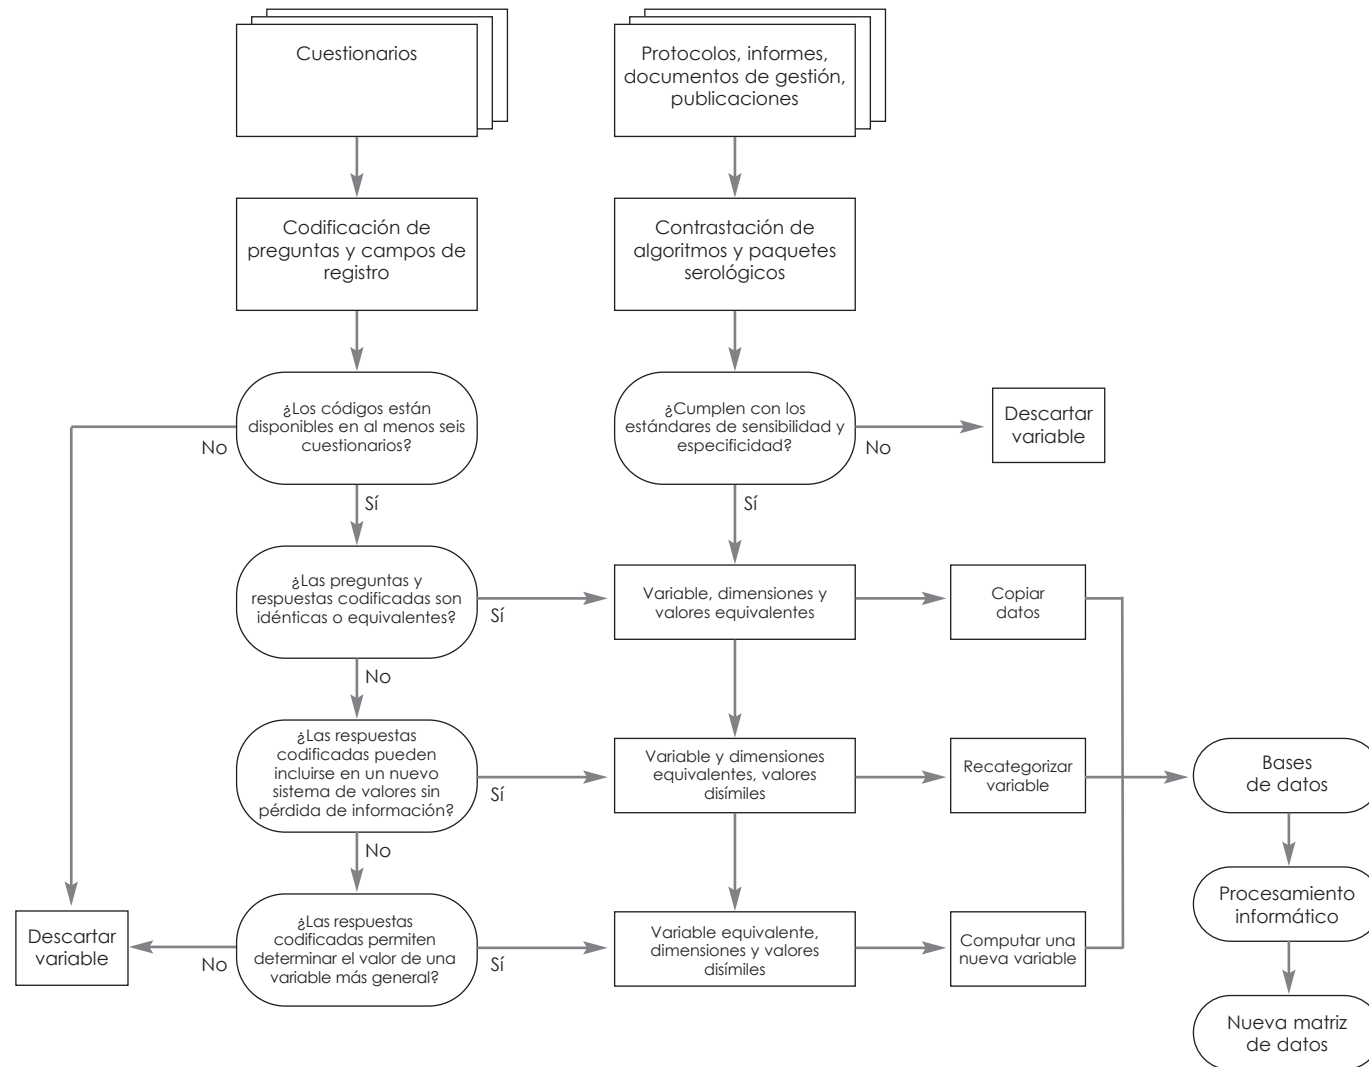 Cuestionarios
Protocolos, informes,
documentos de gestión,
publicaciones
Codificación de
preguntas y campos de
registro
Contrastación de
algoritmos y paquetes
serológicos
¿Los códigos están
disponibles en al menos seis
cuestionarios?
No
Sí
¿Cumplen con los
estándares de sensibilidad y
especificidad?
No
Sí
Descartar
variable
¿Las preguntas y
respuestas codificadas son
idénticas o equivalentes?
Sí
No
Variable, dimensiones y
valores equivalentes
Copiar
datos
¿Las respuestas
codificadas pueden
incluirse en un nuevo
sistema de valores sin
pérdida de información?
Sí
No
Variable y dimensiones
equivalentes, valores
disímiles
Recategorizar
variable
Bases
de datos
Procesamiento
informático
Descartar
variable
No
¿Las respuestas
codificadas permiten
determinar el valor de una
variable más general?
Sí
Variable equivalente,
dimensiones y valores
disímiles
Computar una
nueva variable
Nueva matriz
de datos